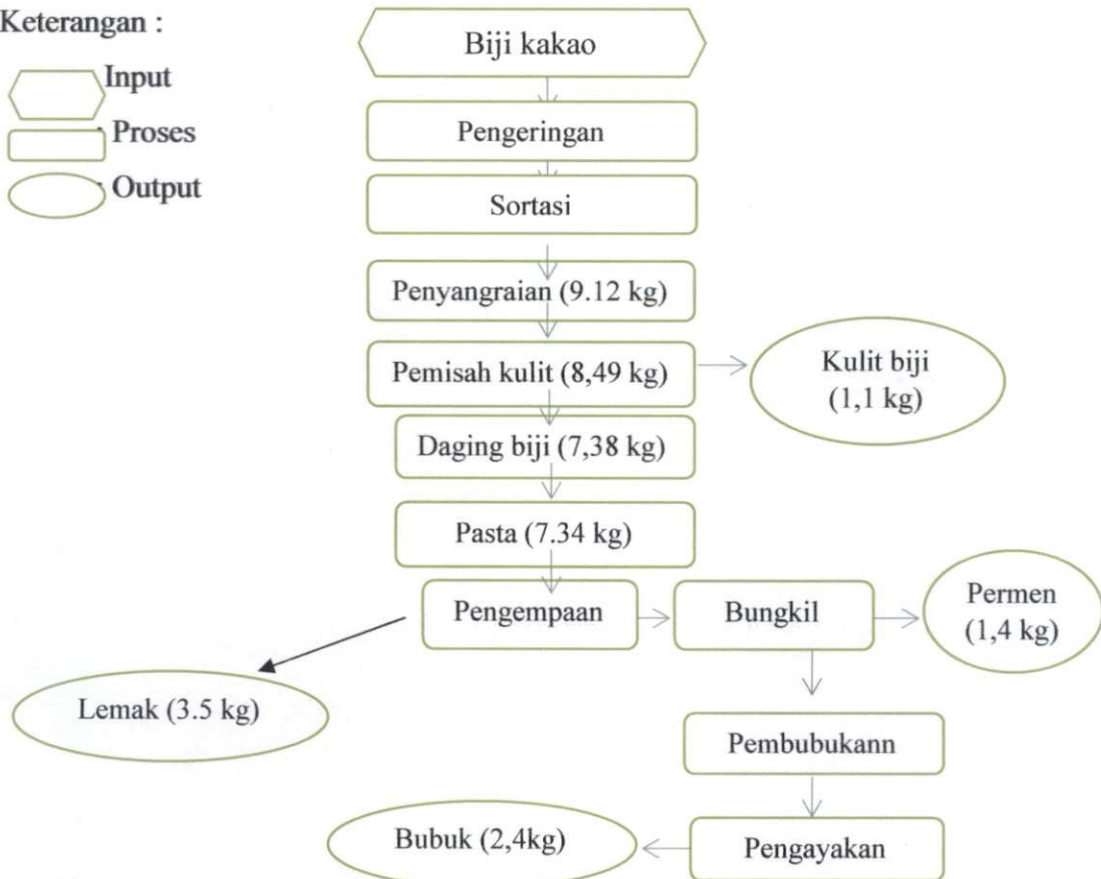 Keterangan :
Input
: Proses
: Output
Biji kakao
Pengeringan
Sortasi
Penyangraian (9.12 kg)
Pemisah kulit (8,49 kg)
Kulit biji
(1,1 kg)
Daging biji (7,38 kg)
Pasta (7.34 kg)
Pengempaan
Bungkil
Permen
(1,4 kg)
Lemak (3.5 kg)
Pembubukann
Bubuk (2,4kg)
Pengayakan